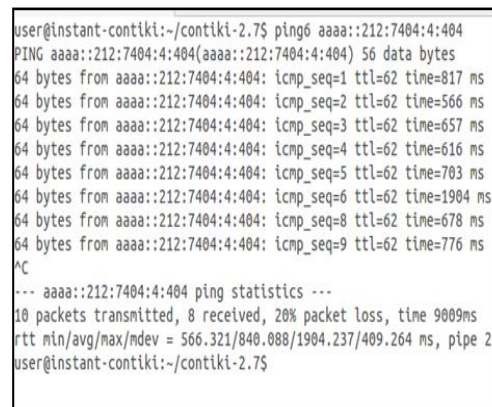 user@instant-contiki:~/contiki-2.7$ ping6 aaaa::212:7404:4:404
PING aaaa::212:7404:4:404(aaaa::212:7404:4:404) 56 data bytes
64 bytes from aaaa::212:7404:4:404: icmp_seq=1 ttl=62 time=817 ms
64 bytes from aaaa::212:7404:4:404: icmp_seq=2 ttl=62 time=566 ms
64 bytes from aaaa::212:7404:4:404: icmp_seq=3 ttl=62 time=657 ms
64 bytes from aaaa::212:7404:4:404: icmp_seq=4 ttl=62 time=616 ms
64 bytes from aaaa::212:7404:4:404: icmp_seq=5 ttl=62 time=703 ms
64 bytes from aaaa::212:7404:4:404: icmp_seq=6 ttl=62 time=1904 ms
64 bytes from aaaa::212:7404:4:404: icmp_seq=8 ttl=62 time=678 ms
64 bytes from aaaa::212:7404:4:404: icmp_seq=9 ttl=62 time=776 ms
^C
--- aaaa::212:7404:4:404 ping statistics ---
10 packets transmitted, 8 received, 20% packet loss, time 9009ms
rtt min/avg/max/mdev = 566.321/840.088/1904.237/409.264 ms, pipe 2
user@instant-contiki:~/contiki-2.7$